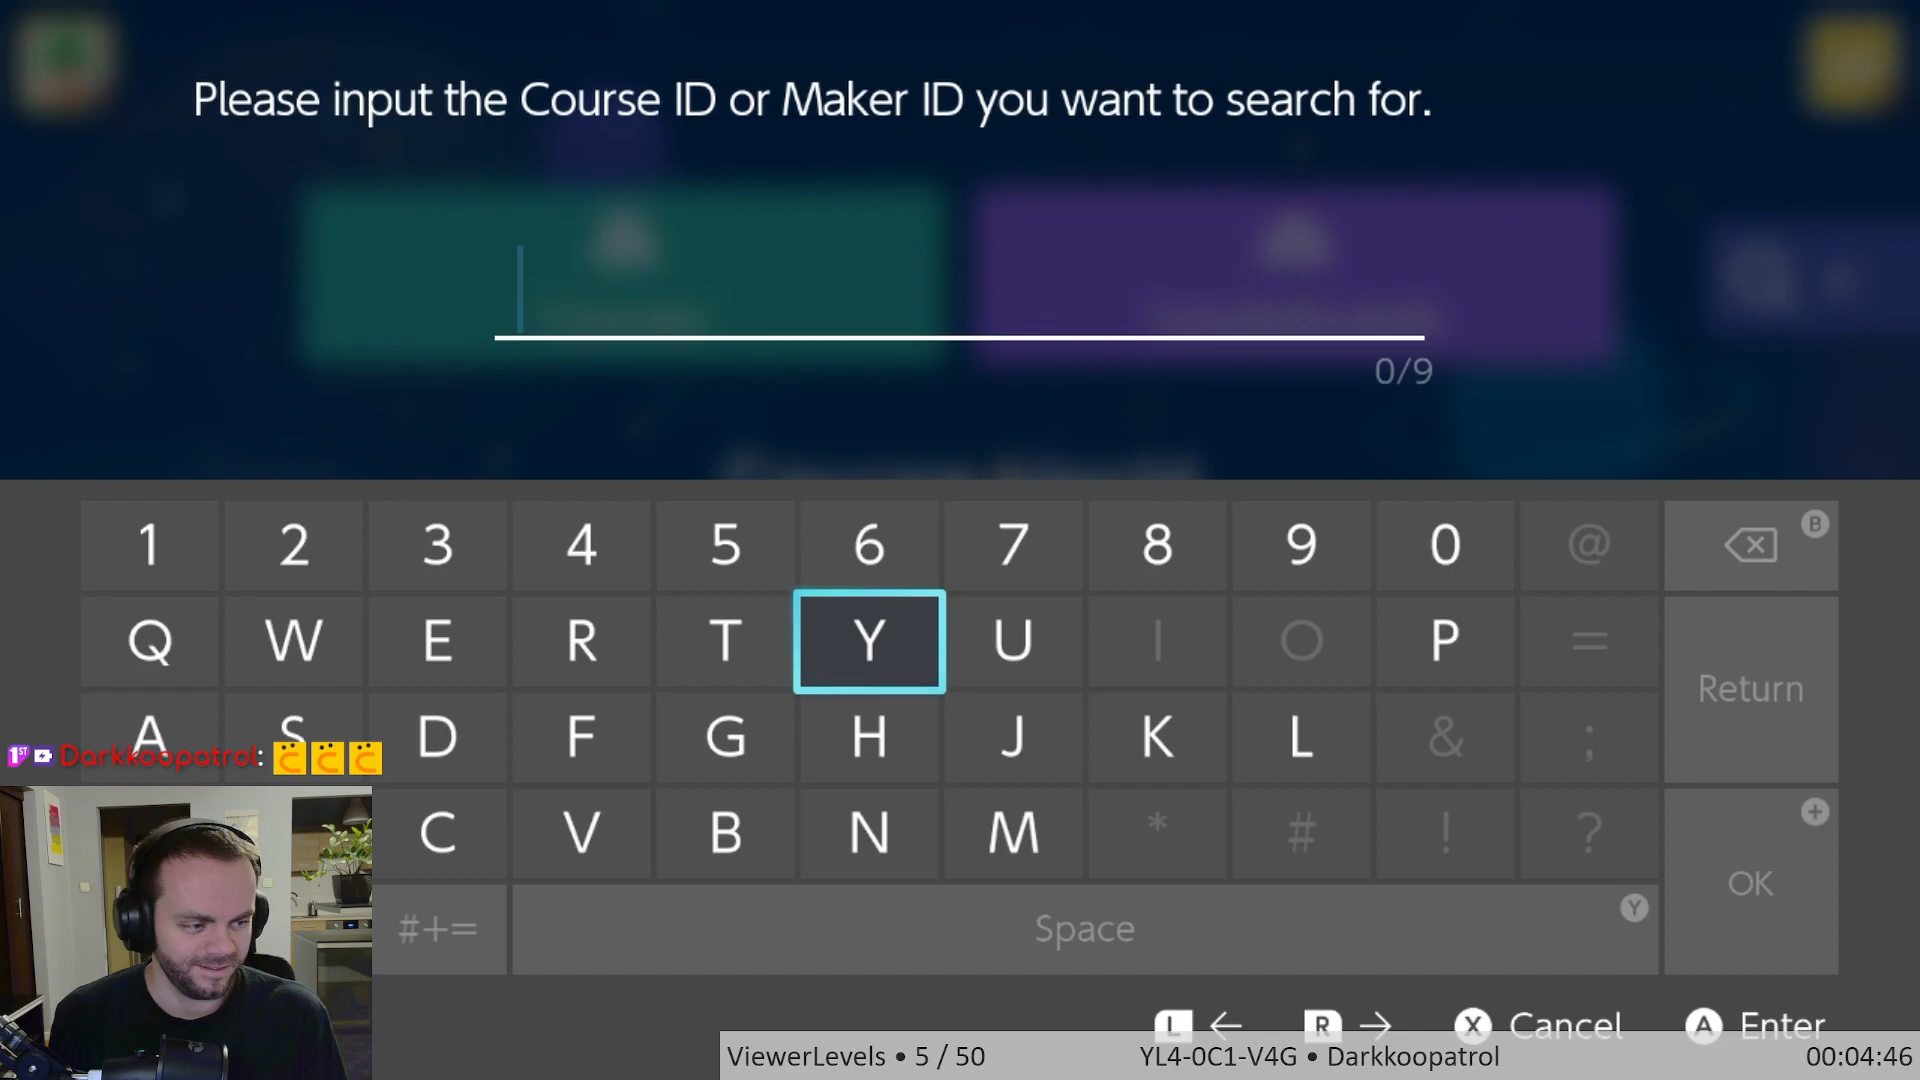 Please input the Course ID or Maker ID you want to search for.
0/9
1 2 3 4 5 6 7 8 9 0 @ B
Q W E R T Y U I O P =
Return
A S D F G H J K L & ;
1ST Darkkoopatrol:
C V B N M * # ! ? +
OK
#+= Space Y
L ← R → X Cancel A Enter
ViewerLevels • 5 / 50 YL4-0C1-V4G • Darkkoopatrol 00:04:46